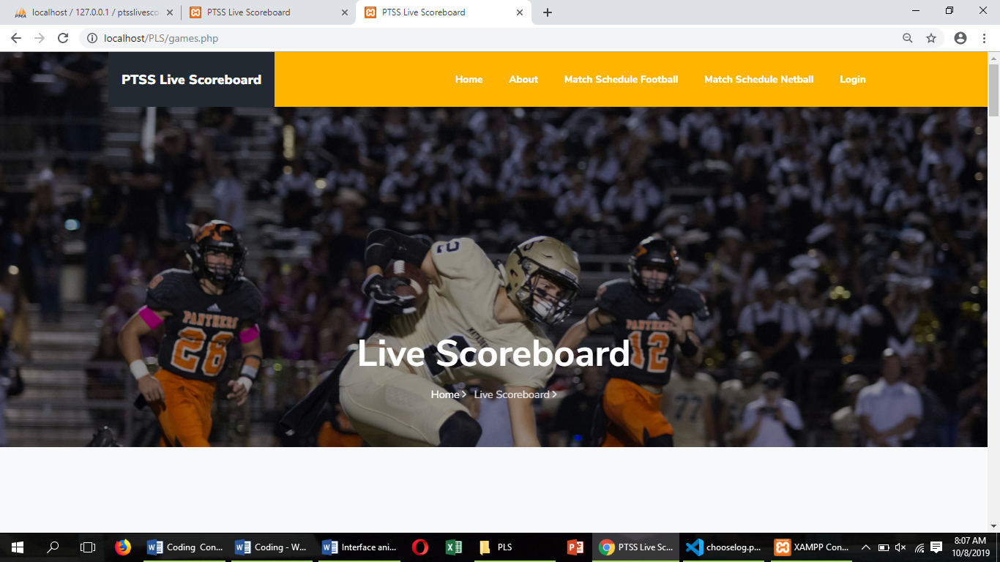 localhost / 127.0.0.1 / ptsslivesco
PTSS Live Scoreboard
PTSS Live Scoreboard
localhost/PLS/games.php
PTSS Live Scoreboard
Home
About
Match Schedule Football
Match Schedule Netball
Login
PANTHERS
28
2
PANTHERS
12
77
Live Scoreboard
Home
Live Scoreboard
Coding Con...
Coding - W...
Interface ani...
PLS
PTSS Live Sc...
chooselog.p...
XAMPP Con...
8:07 AM
10/8/2019